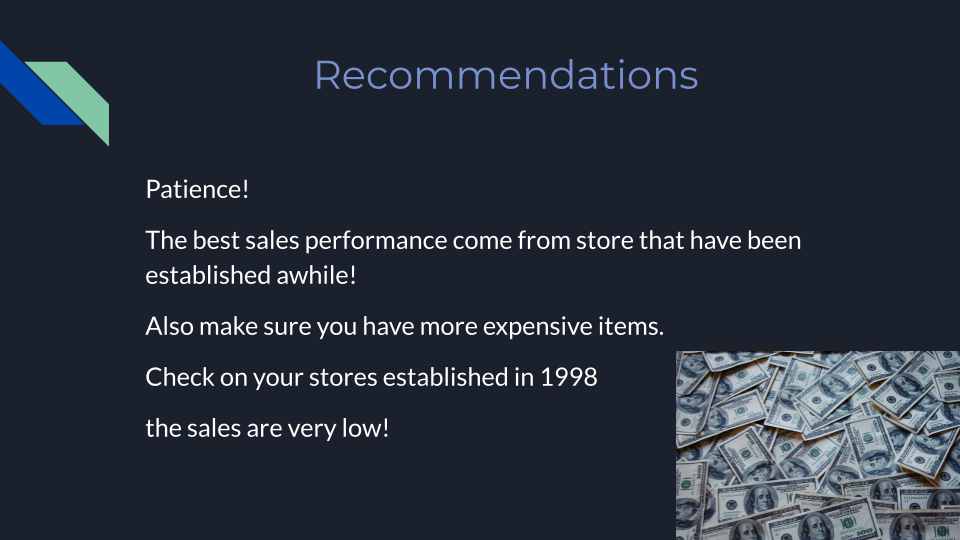 Recommendations
Patience!
The best sales performance come from store that have been
established awhile!
Also make sure you have more expensive items.
Check on your stores established in 1998
the sales are very low!